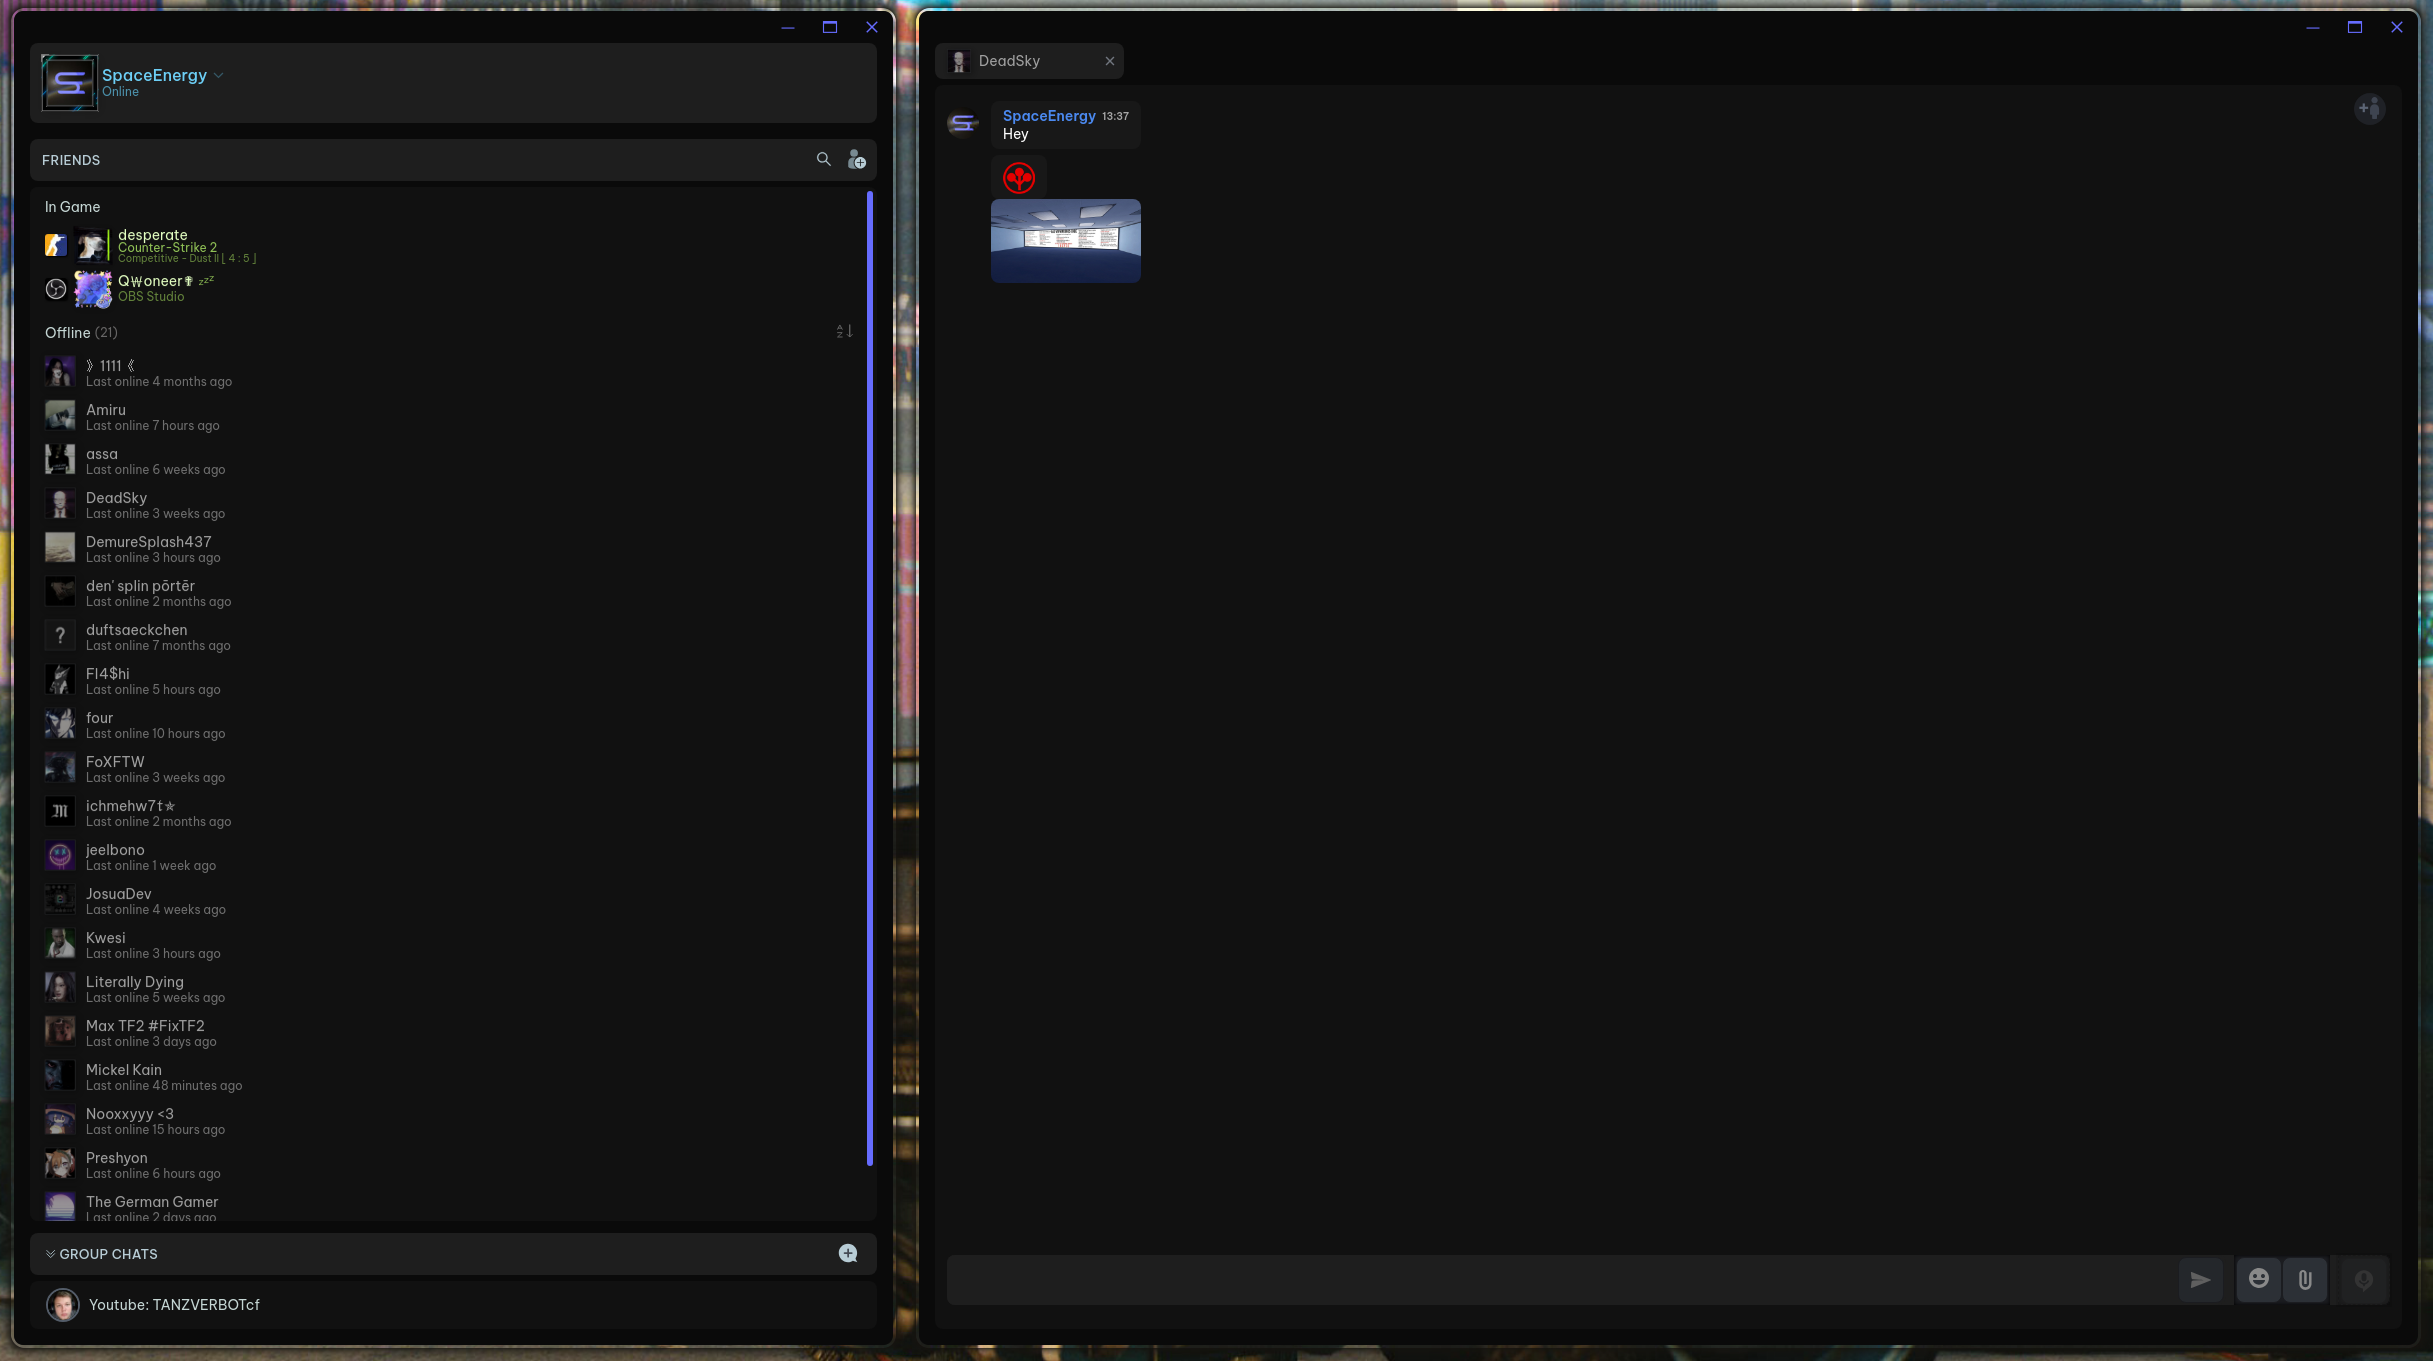 SpaceEnergy
Online
FRIENDS
In Game
desperate
Counter-Strike 2
Competitive - Dust II [ 4 : 5 ]
Q₩oneer✟ zzz
OBS Studio
Offline (21)
》1111《
Last online 4 months ago
Amiru
Last online 7 hours ago
assa
Last online 6 weeks ago
DeadSky
Last online 3 weeks ago
DemureSplash437
Last online 3 hours ago
den' splin pōrtēr
Last online 2 months ago
duftsaeckchen
Last online 7 months ago
Fl4$hi
Last online 5 hours ago
four
Last online 10 hours ago
FoXFTW
Last online 3 weeks ago
ichmehw7t✯
Last online 2 months ago
jeelbono
Last online 1 week ago
JosuaDev
Last online 4 weeks ago
Kwesi
Last online 3 hours ago
Literally Dying
Last online 5 weeks ago
Max TF2 #FixTF2
Last online 3 days ago
Mickel Kain
Last online 48 minutes ago
Nooxxyyy <3
Last online 15 hours ago
Preshyon
Last online 6 hours ago
The German Gamer
Last online 2 days ago
GROUP CHATS
Youtube: TANZVERBOTcf
DeadSky
SpaceEnergy 13:37
Hey